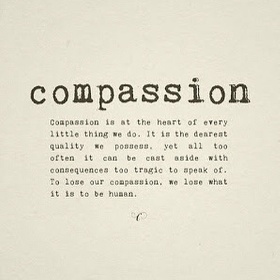 compassion
Compassion is at the heart of every
little thing we do. It is the dearest
quality we possess, yet all too
often it can be cast aside with
consequences too tragic to speak of.
To lose our compassion, we lose what
it is to be human.